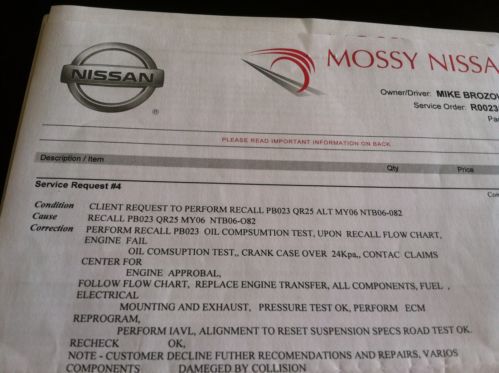 NISSAN
®
MOSSY NISSA
Owner/Driver: MIKE BROZO
Service Order: R0023
Pa
PLEASE READ IMPORTANT INFORMATION ON BACK
Description / Item
Qty Price
Service Request #4
Condition CLIENT REQUEST TO PERFORM RECALL PB023 QR25 ALT MY06 NTB06-082
Cause RECALL PB023 QR25 MY06 NTB06-O82
Correction PERFORM RECALL PB023 OIL COMPSUMTION TEST, UPON RECALL FLOW CHART,
ENGINE FAIL
OIL COMSUPTION TEST,, CRANK CASE OVER 24Kpa,, CONTAC CLAIMS
CENTER FOR
ENGINE APPROBAL,
FOLLOW FLOW CHART, REPLACE ENGINE TRANSFER, ALL COMPONENTS, FUEL ,
ELECTRICAL
MOUNTING AND EXHAUST, PRESSURE TEST OK, PERFORM ECM
REPROGRAM,
PERFORM IAVL, ALIGNMENT TO RESET SUSPENSION SPECS ROAD TEST OK.
RECHECK OK,
NOTE - CUSTOMER DECLINE FUTHER RECOMENDATIONS AND REPAIRS, VARIOS
COMPONENTS DAMEGED BY COLLISION